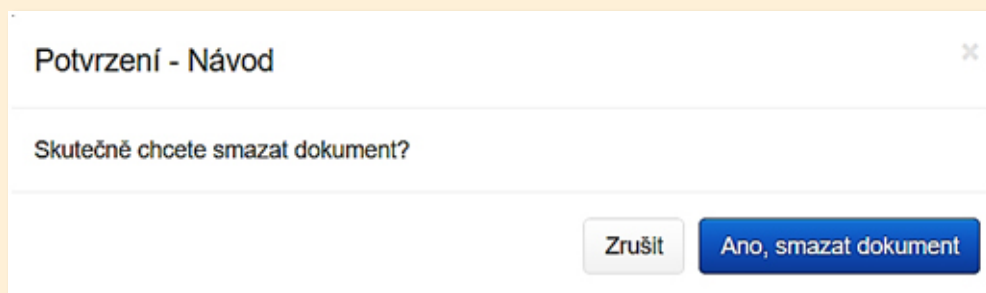 Potvrzení - Návod
Skutečně chcete smazat dokument?
Zrušit
Ano, smazat dokument